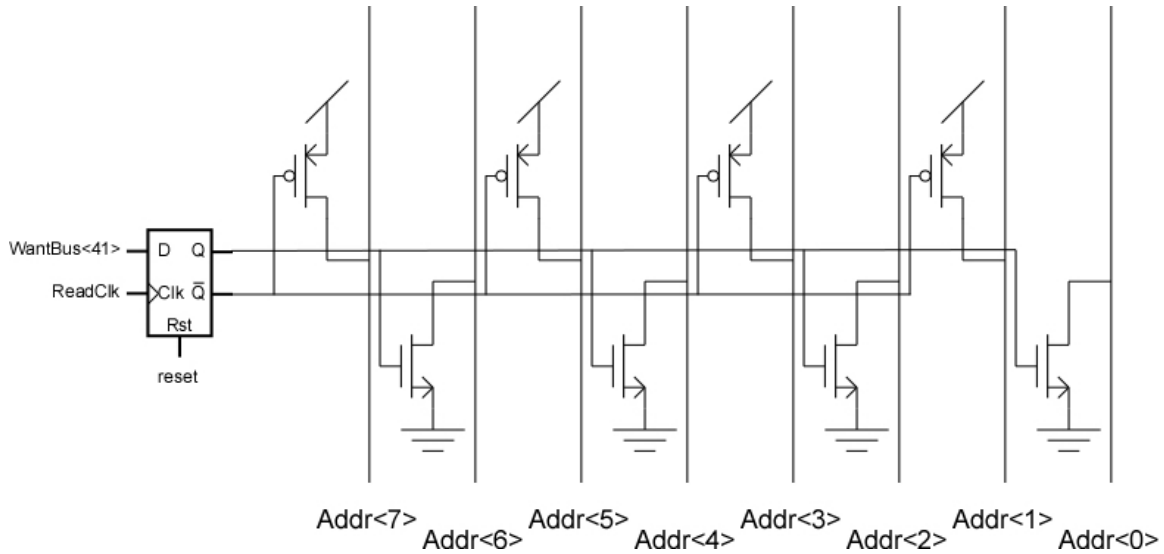 WantBus<41>
D Q
ReadClk
Clk Q̅
Rst
reset
Addr<7>
Addr<6>
Addr<5>
Addr<4>
Addr<3>
Addr<2>
Addr<1>
Addr<0>